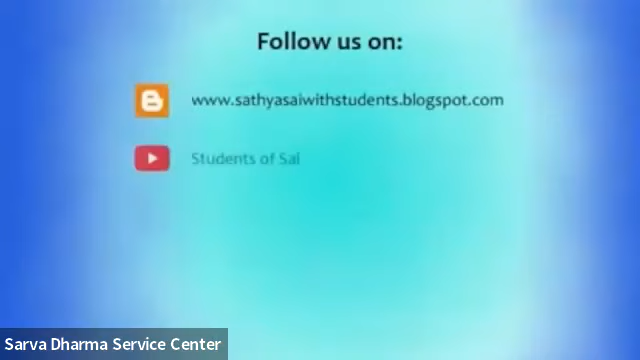 Follow us on:
www.sathyasaiwithstudents.blogspot.com
Students of Sai
Sarva Dharma Service Center